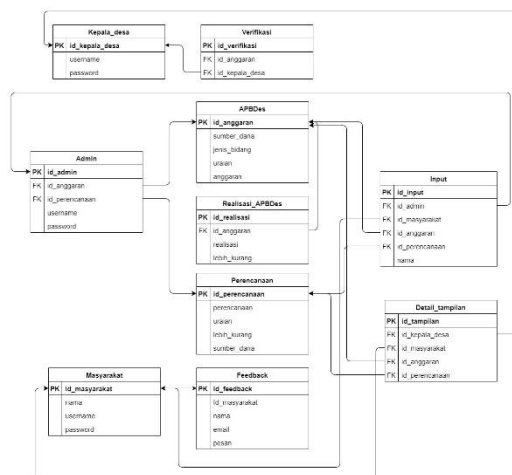 Kepala_desa
PK id_kepala_desa
username
password
Verifikasi
PK id_verifikasi
FK id_anggaran
FK id_kepala_desa
APBDes
PK id_anggaran
sumber_dana
jenis_bidang
uraian
anggaran
Admin
PK id_admin
FK id_anggaran
FK id_perencanaan
username
password
Input
PK id_input
FK id_admin
FK id_masyarakat
FK id_anggaran
FK id_perencanaan
nama
Realisasi_APBDes
PK id_realisasi
FK id_anggaran
realisasi
lebih_kurang
Perencanaan
PK id_perencanaan
perencanaan
uraian
lebih_kurang
sumber_dana
Detail_tampilan
PK id_tampilan
FK id_kepala_desa
FK id_masyarakat
FK id_anggaran
FK id_perencanaan
Masyarakat
PK Id_masyarakat
nama
username
password
Feedback
PK id_feedback
Id_masyarakat
nama
email
pesan